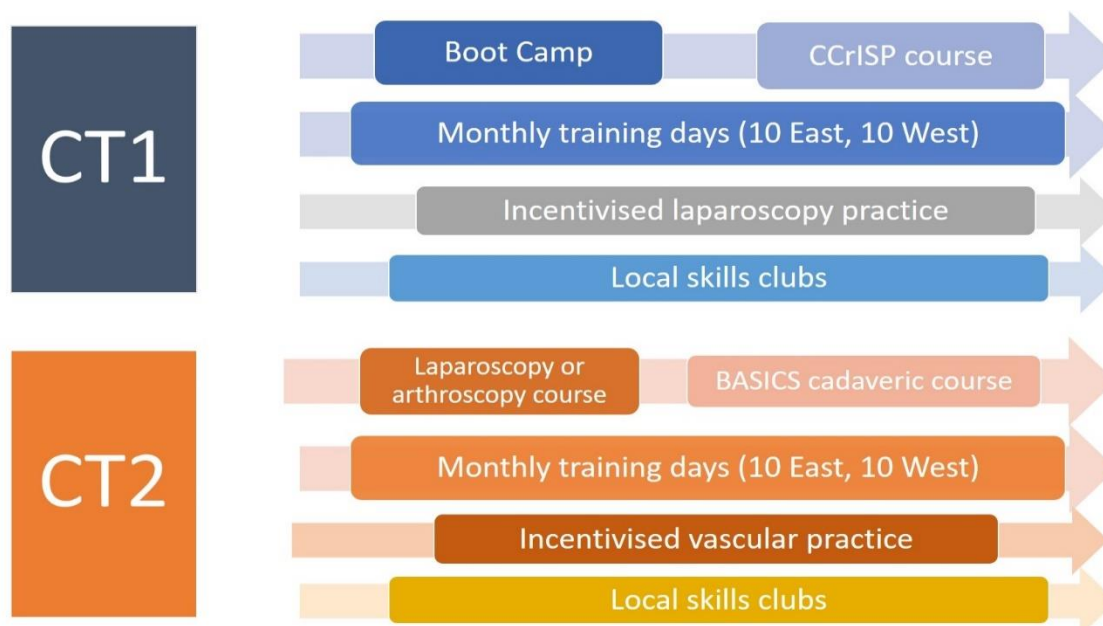 CT1
Boot Camp
CCrISP course
Monthly training days (10 East, 10 West)
Incentivised laparoscopy practice
Local skills clubs
CT2
Laparoscopy or
arthroscopy course
BASICS cadaveric course
Monthly training days (10 East, 10 West)
Incentivised vascular practice
Local skills clubs